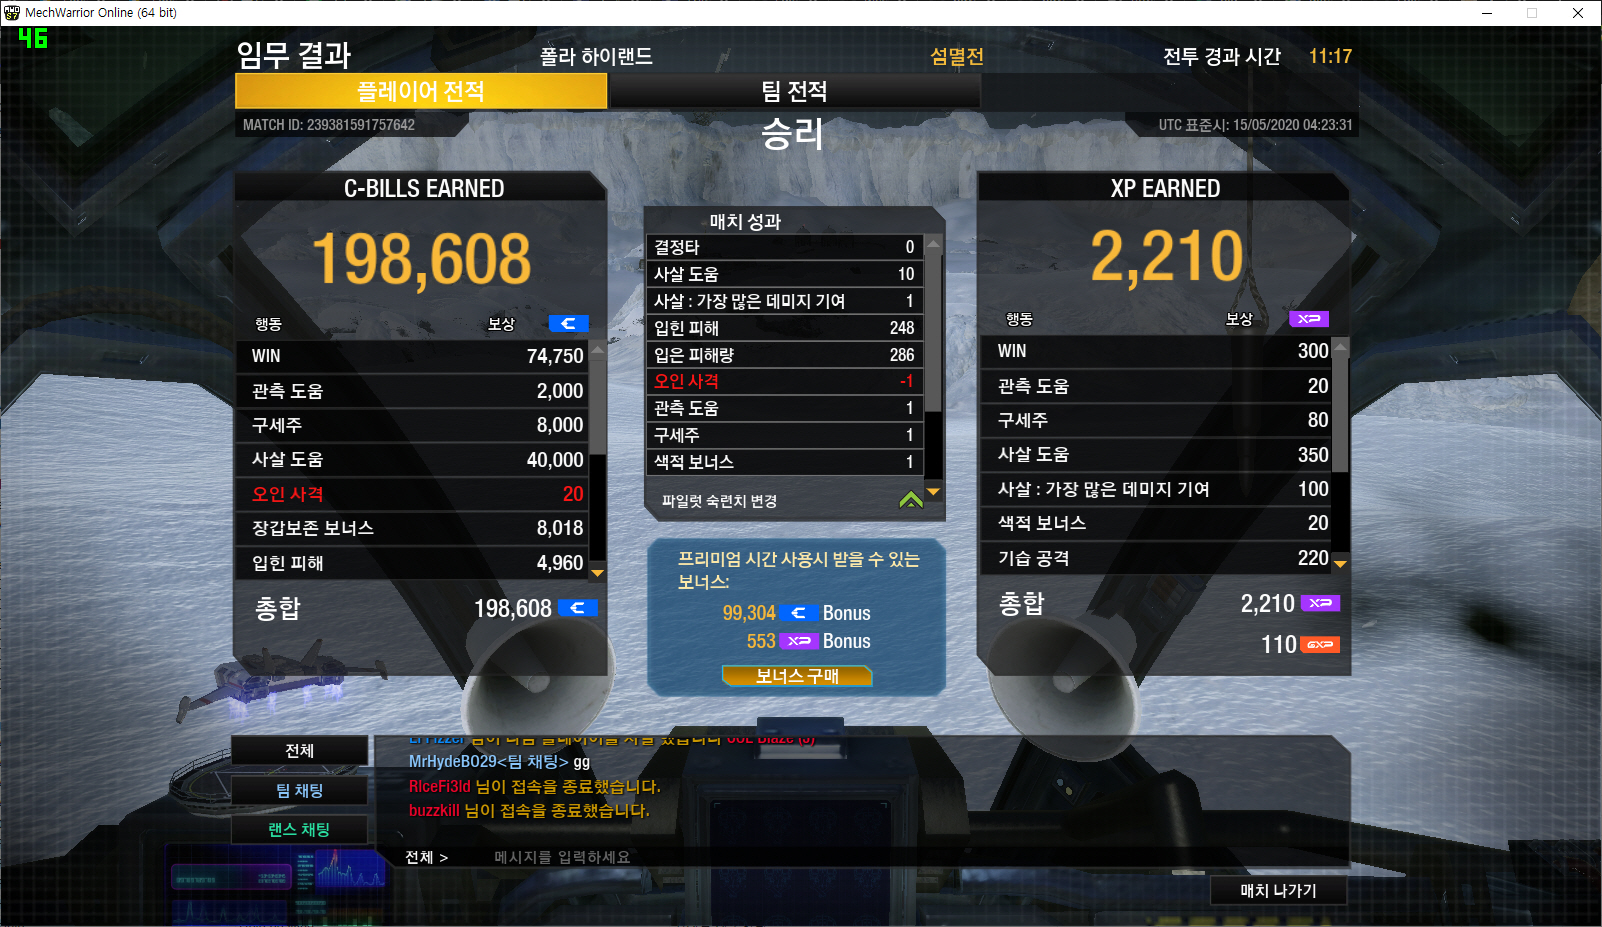 MechWarrior Online (64 bit)
46
임무 결과
폴라 하이랜드
섬멸전
전투 경과 시간 11:17
플레이어 전적
팀 전적
MATCH ID: 239381591757642
승리
UTC 표준시: 15/05/2020 04:23:31
C-BILLS EARNED
198,608
행동 보상
WIN 74,750
관측 도움 2,000
구세주 8,000
사살 도움 40,000
오인 사격 20
장갑보존 보너스 8,018
입힌 피해 4,960
총합 198,608
매치 성과
결정타 0
사살 도움 10
사살 : 가장 많은 데미지 기여 1
입힌 피해 248
입은 피해량 286
오인 사격 -1
관측 도움 1
구세주 1
색적 보너스 1
파일럿 숙련치 변경
프리미엄 시간 사용시 받을 수 있는
보너스:
99,304 Bonus
553 XP Bonus
보너스 구매
XP EARNED
2,210
행동 보상 XP
WIN 300
관측 도움 20
구세주 80
사살 도움 350
사살 : 가장 많은 데미지 기여 100
색적 보너스 20
기습 공격 220
총합 2,210 XP
110 GXP
전체
팀 채팅
랜스 채팅
MrHydeBO29<팀 채팅> gg
RIceFi3ld 님이 접속을 종료했습니다.
buzzkill 님이 접속을 종료했습니다.
전체 > 메시지를 입력하세요
매치 나가기